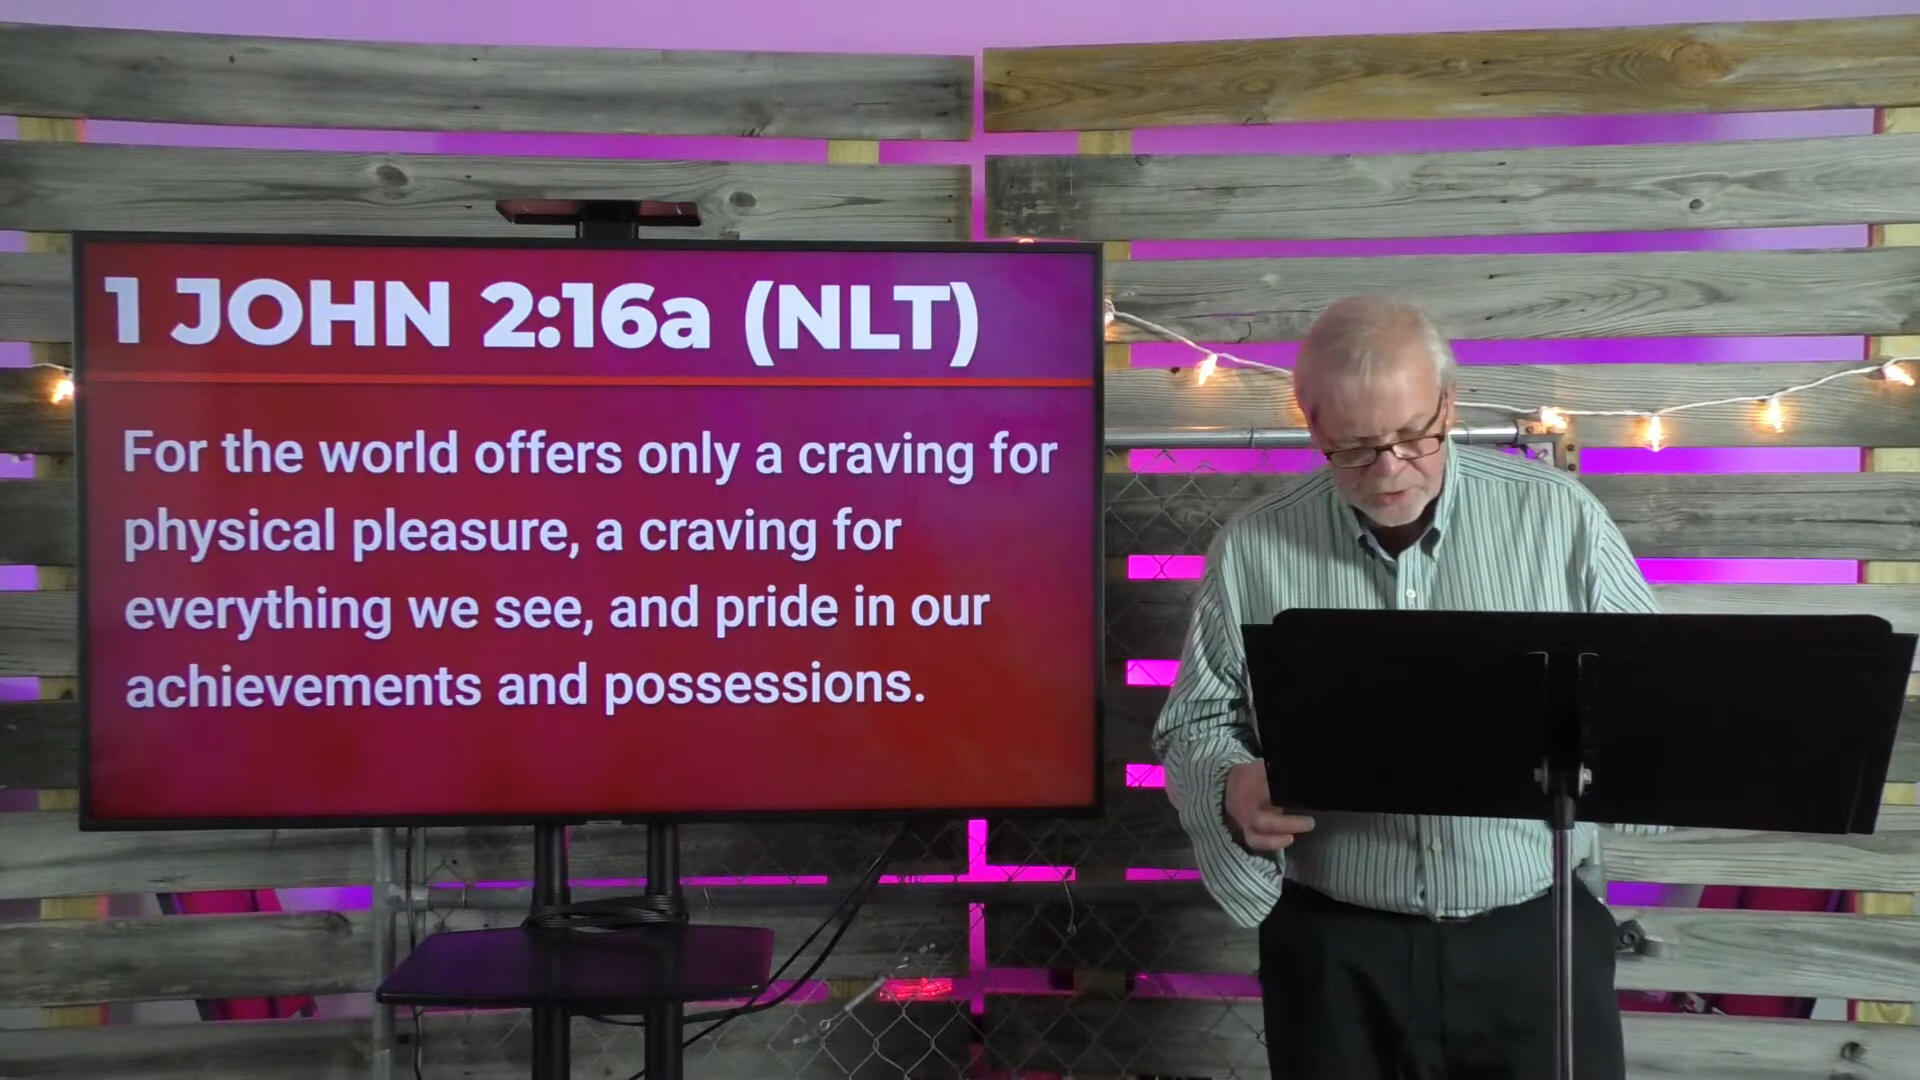 1 JOHN 2:16a (NLT)
For the world offers only a craving for
physical pleasure, a craving for
everything we see, and pride in our
achievements and possessions.